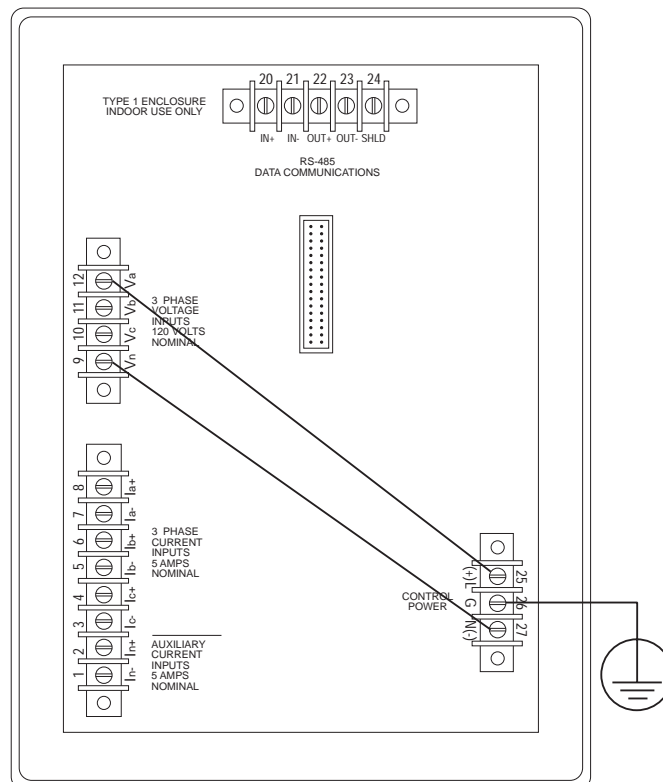 20 21 22 23 24
TYPE 1 ENCLOSURE
INDOOR USE ONLY
IN+ IN- OUT+ OUT- SHLD
RS-485
DATA COMMUNICATIONS
12 Va
11 Vb
10 Vc
9 Vn
3 PHASE
VOLTAGE
INPUTS
120 VOLTS
NOMINAL
8 Ia+
7 Ia-
6 Ib+
5 Ib-
4 Ic+
3 Ic-
2 In+
1 In-
3 PHASE
CURRENT
INPUTS
5 AMPS
NOMINAL
AUXILIARY
CURRENT
INPUTS
5 AMPS
NOMINAL
CONTROL
POWER
(+)L 25
G 26
N(-) 27